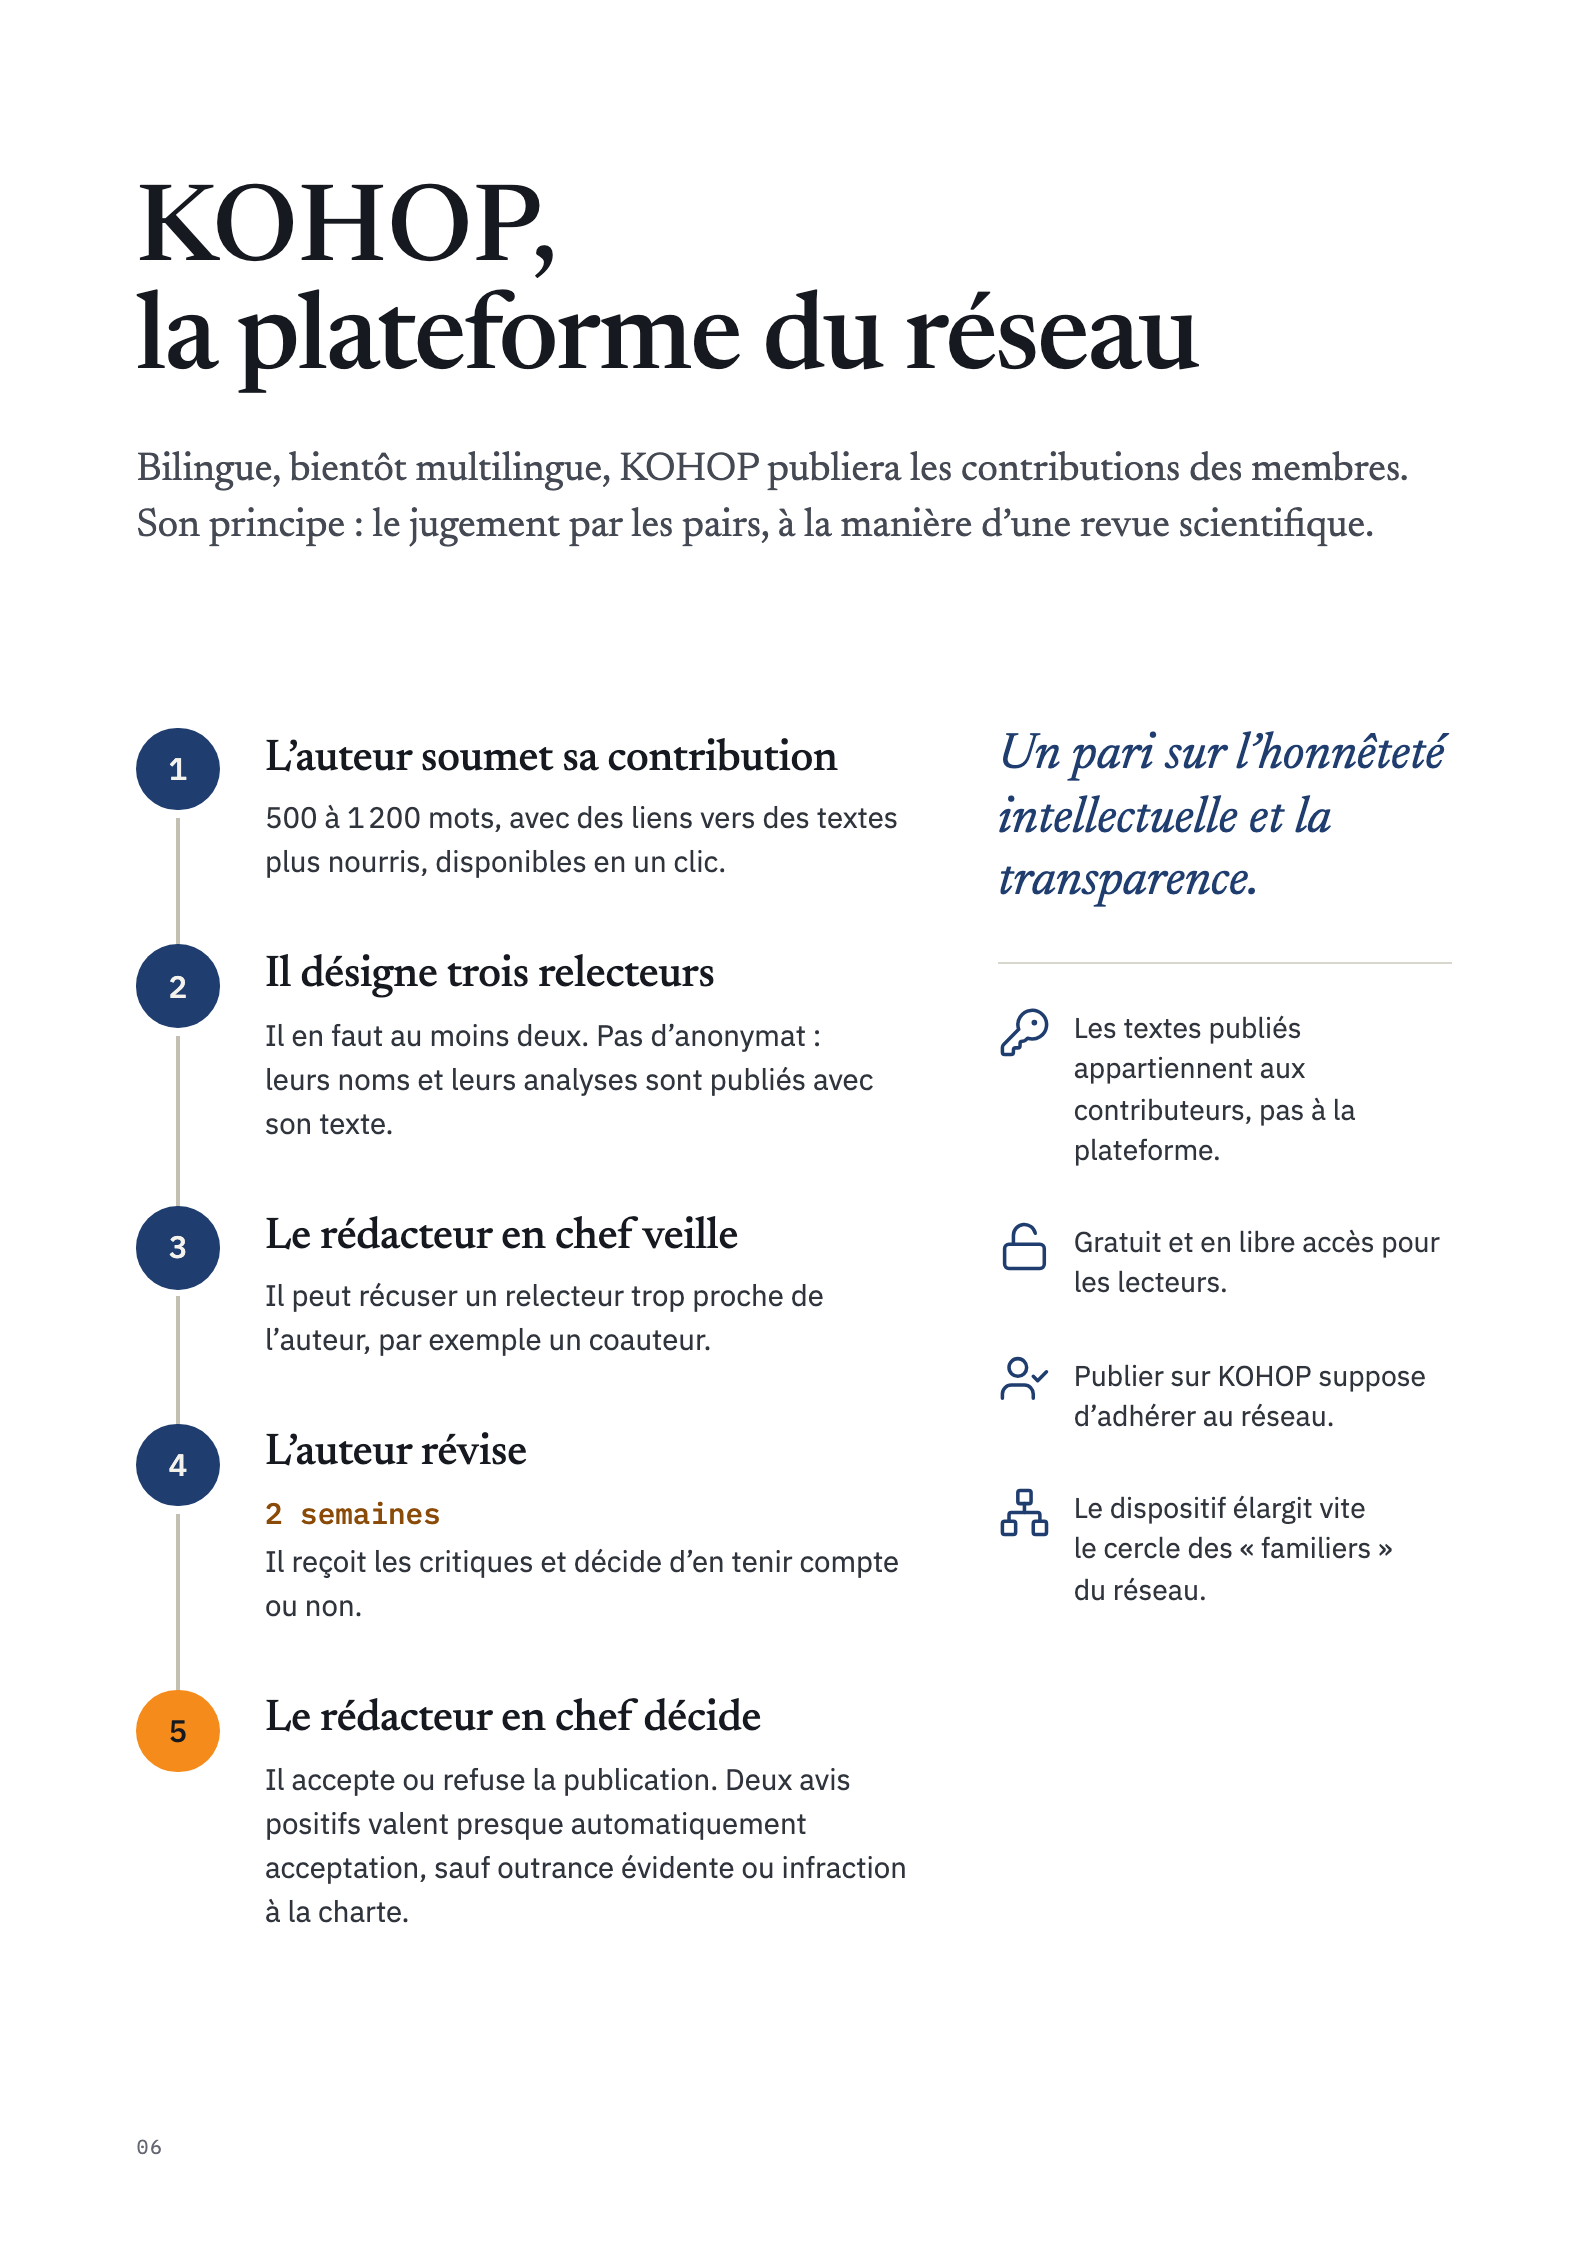 KOHOP,
la plateforme du réseau
Bilingue, bientôt multilingue, KOHOP publiera les contributions des membres.
Son principe : le jugement par les pairs, à la manière d’une revue scientifique.
1
L’auteur soumet sa contribution
500 à 1 200 mots, avec des liens vers des textes
plus nourris, disponibles en un clic.
2
Il désigne trois relecteurs
Il en faut au moins deux. Pas d’anonymat :
leurs noms et leurs analyses sont publiés avec
son texte.
3
Le rédacteur en chef veille
Il peut récuser un relecteur trop proche de
l’auteur, par exemple un coauteur.
4
L’auteur révise
2 semaines
Il reçoit les critiques et décide d’en tenir compte
ou non.
5
Le rédacteur en chef décide
Il accepte ou refuse la publication. Deux avis
positifs valent presque automatiquement
acceptation, sauf outrance évidente ou infraction
à la charte.
Un pari sur l’honnêteté
intellectuelle et la
transparence.
Les textes publiés
appartiennent aux
contributeurs, pas à la
plateforme.
Gratuit et en libre accès pour
les lecteurs.
Publier sur KOHOP suppose
d’adhérer au réseau.
Le dispositif élargit vite
le cercle des « familiers »
du réseau.
06